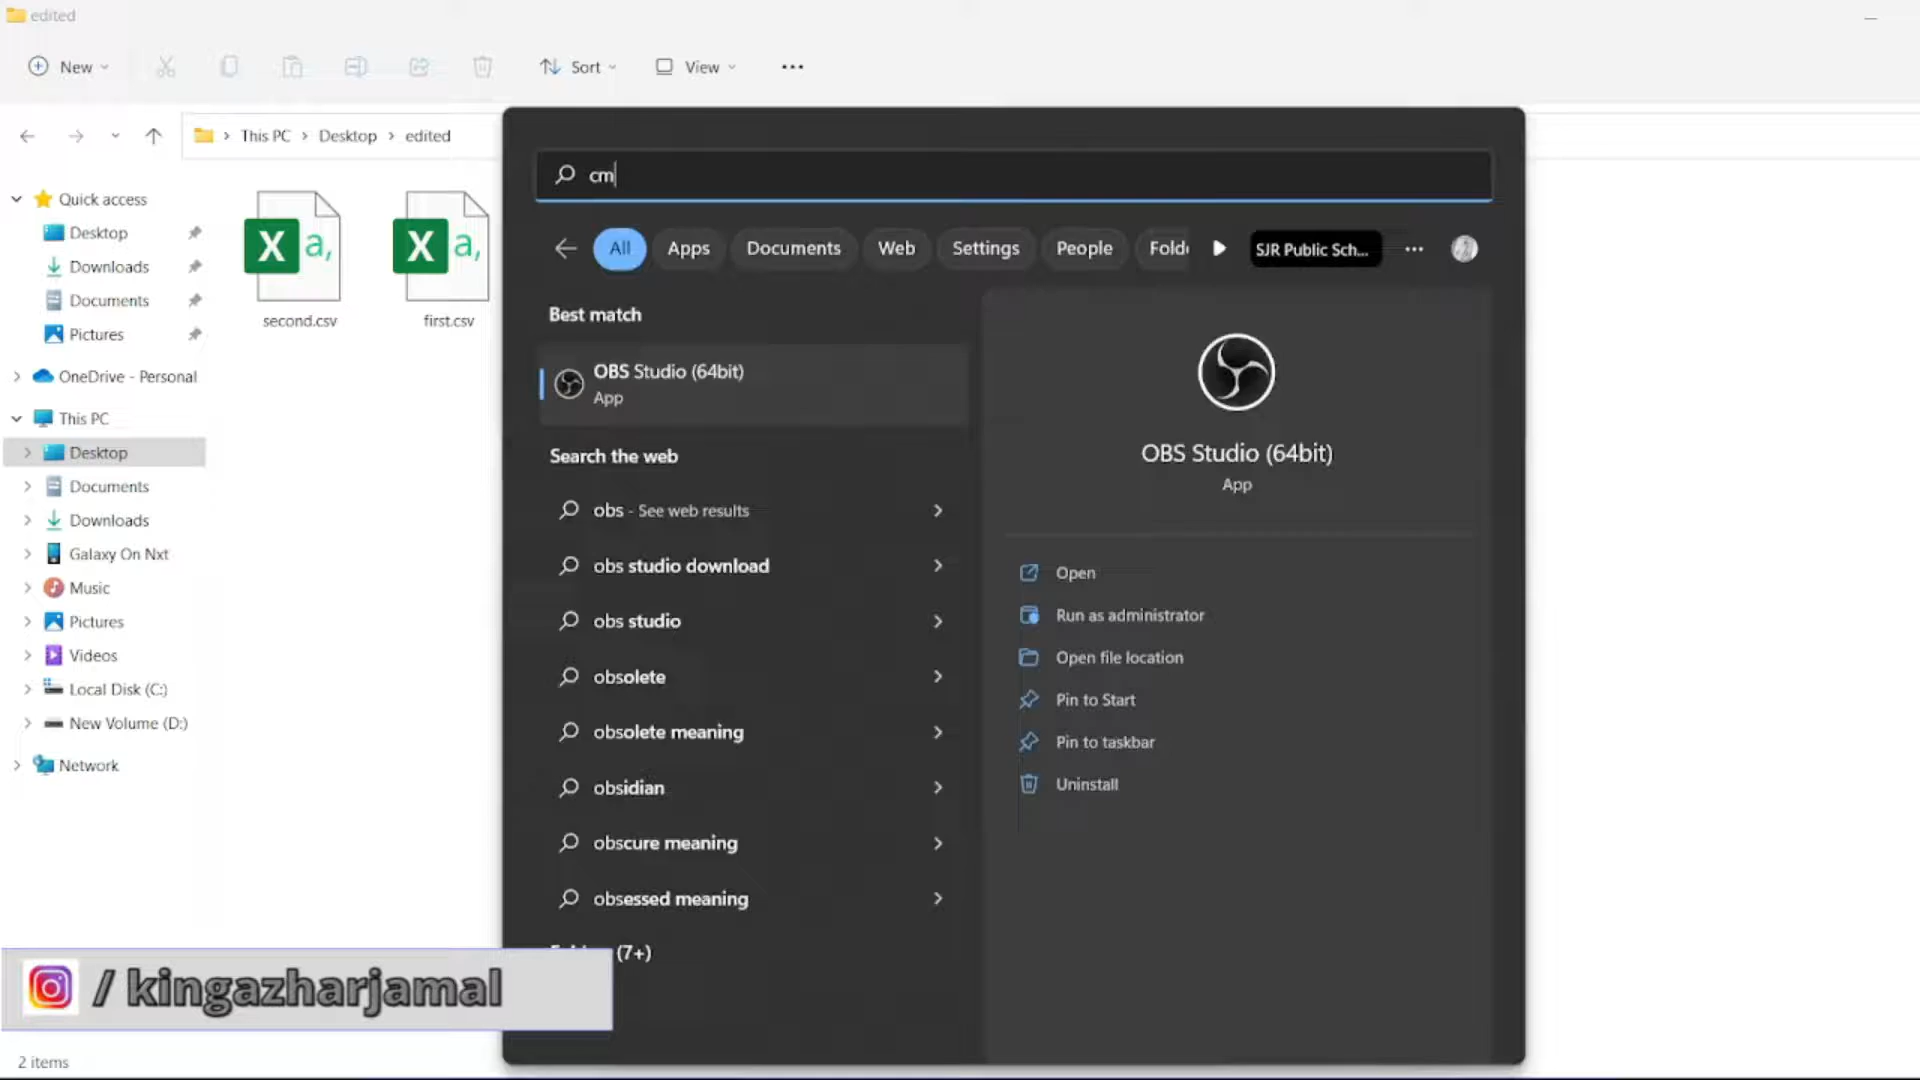 edited
New
Sort
View
This PC
Desktop
edited
cm
Quick access
Desktop
Downloads
Documents
Pictures
OneDrive - Personal
This PC
Desktop
Documents
Downloads
Galaxy On Nxt
Music
Pictures
Videos
Local Disk (C:)
New Volume (D:)
Network
a,
second.csv
a,
first.csv
All
Apps
Documents
Web
Settings
People
SJR Public Sch...
Best match
OBS Studio (64bit)
App
Search the web
obs - See web results
obs studio download
obs studio
obsolete
obsolete meaning
obsidian
obscure meaning
obsessed meaning
(7+)
OBS Studio (64bit)
App
Open
Run as administrator
Open file location
Pin to Start
Pin to taskbar
Uninstall
/ kingazharjamal
2 items